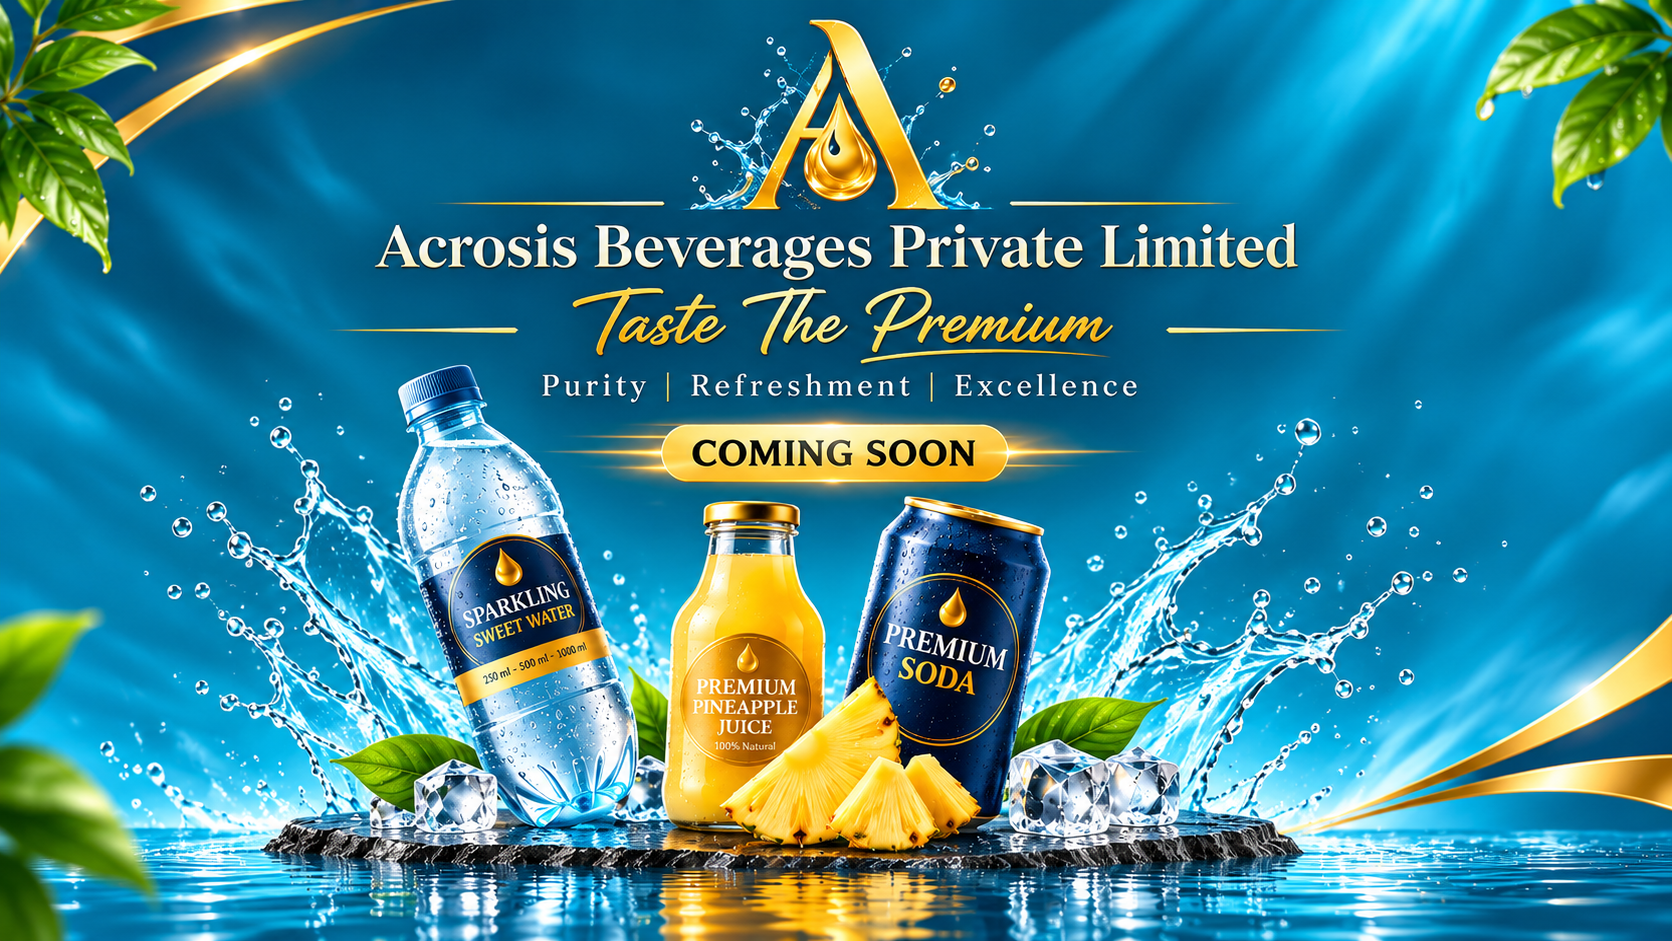 A
Acrosis Beverages Private Limited
Taste The Premium
Purity | Refreshment | Excellence
COMING SOON
SPARKLING
SWEET WATER
250 ml - 500 ml - 1000 ml
PREMIUM
PINEAPPLE
JUICE
100% Natural
PREMIUM
SODA